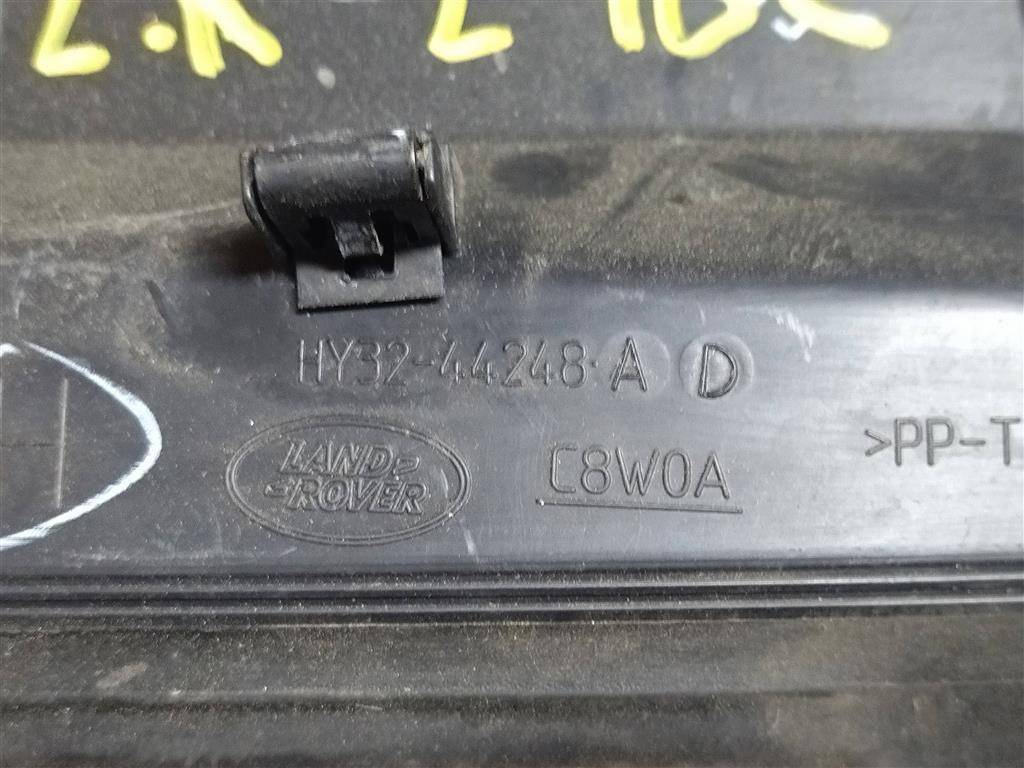 HY32-44248-A D
LAND
ROVER
C8W0A
>PP-T